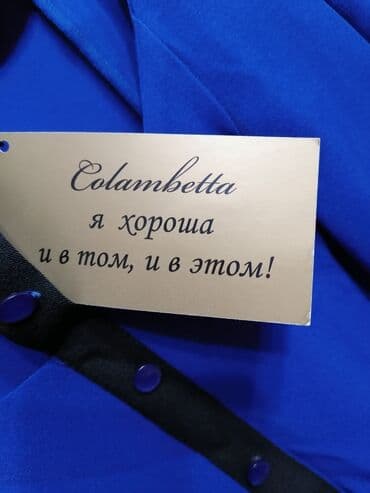 Colambetta
я хороша
и в том, и в этом!